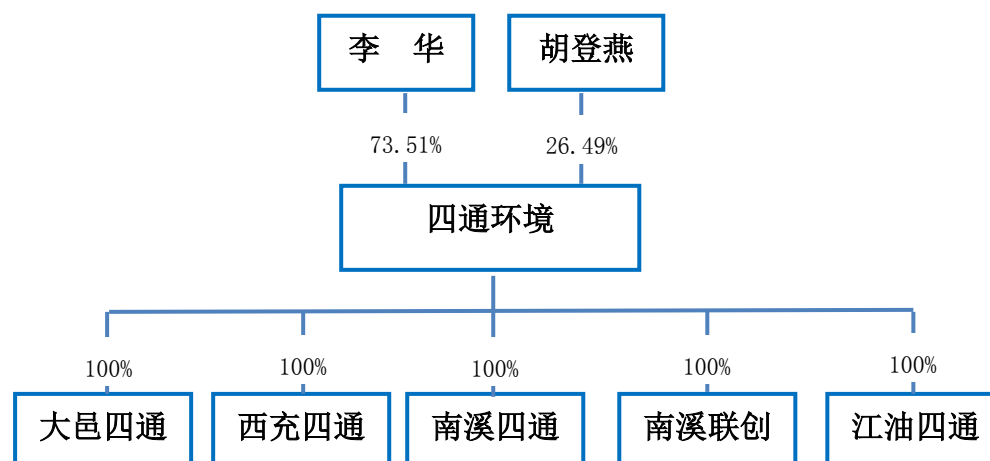 李　华
胡登燕
73.51%
26.49%
四通环境
100%
100%
100%
100%
100%
大邑四通
西充四通
南溪四通
南溪联创
江油四通